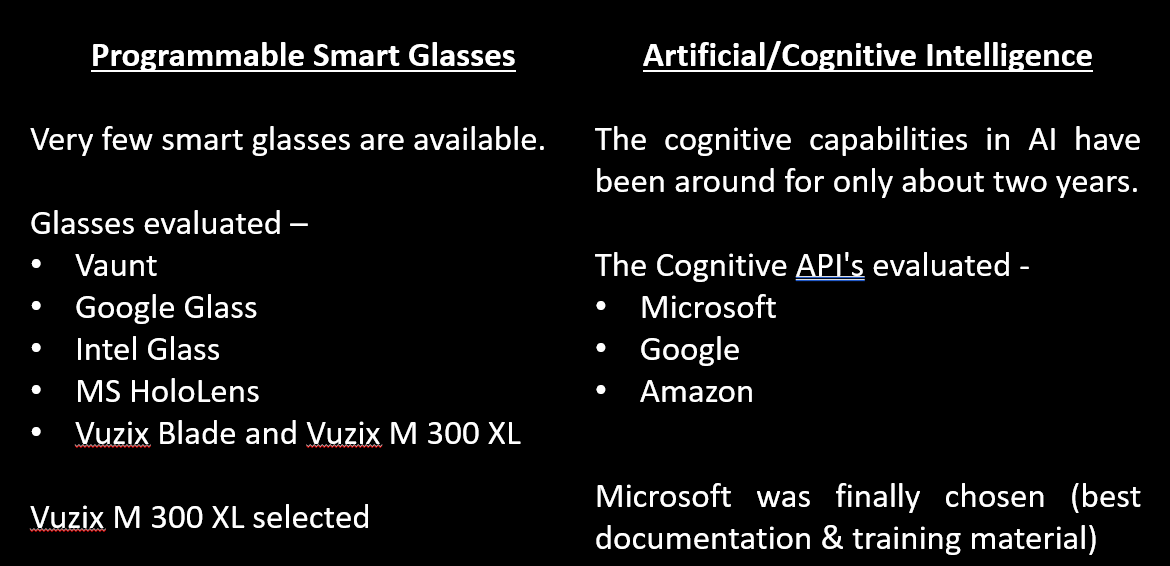 Programmable Smart Glasses
Very few smart glasses are available.
Glasses evaluated –
• Vaunt
• Google Glass
• Intel Glass
• MS HoloLens
• Vuzix Blade and Vuzix M 300 XL
Vuzix M 300 XL selected
Artificial/Cognitive Intelligence
The cognitive capabilities in AI have
been around for only about two years.
The Cognitive API's evaluated -
• Microsoft
• Google
• Amazon
Microsoft was finally chosen (best
documentation & training material)